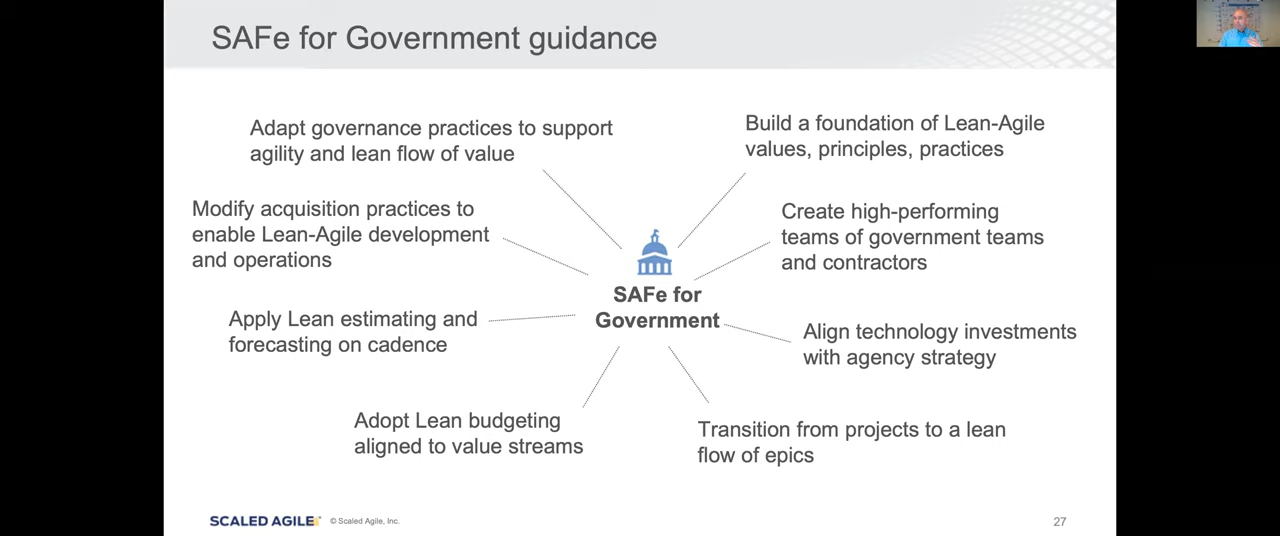 SAFe for Government guidance
Adapt governance practices to support
agility and lean flow of value
Build a foundation of Lean-Agile
values, principles, practices
Modify acquisition practices to
enable Lean-Agile development
and operations
Create high-performing
teams of government teams
and contractors
SAFe for
Government
Apply Lean estimating and
forecasting on cadence
Align technology investments
with agency strategy
Adopt Lean budgeting
aligned to value streams
Transition from projects to a lean
flow of epics
SCALED AGILE
© Scaled Agile, Inc.
27